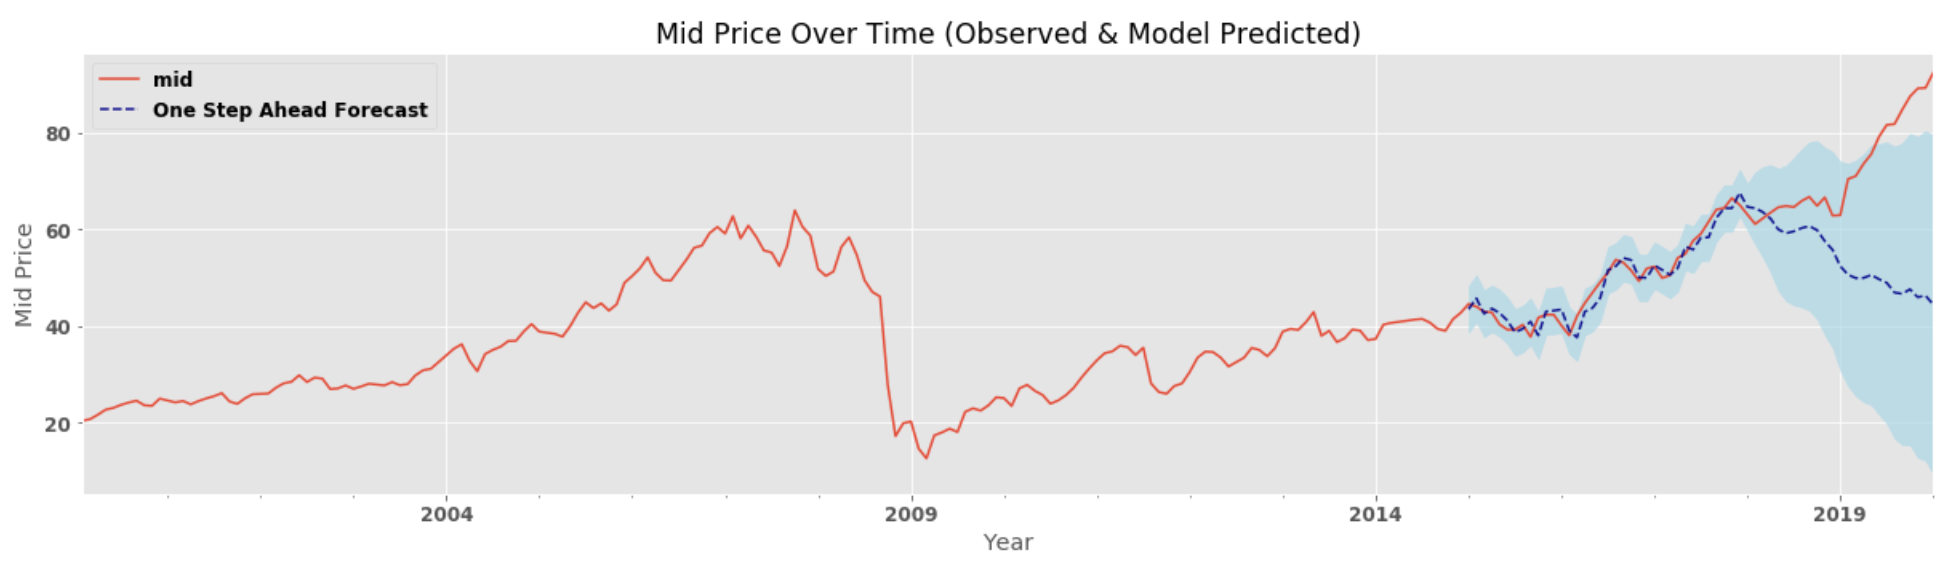 Mid Price Over Time (Observed & Model Predicted)
mid
One Step Ahead Forecast
Mid Price
80
60
40
20
2004
2009
2014
2019
Year